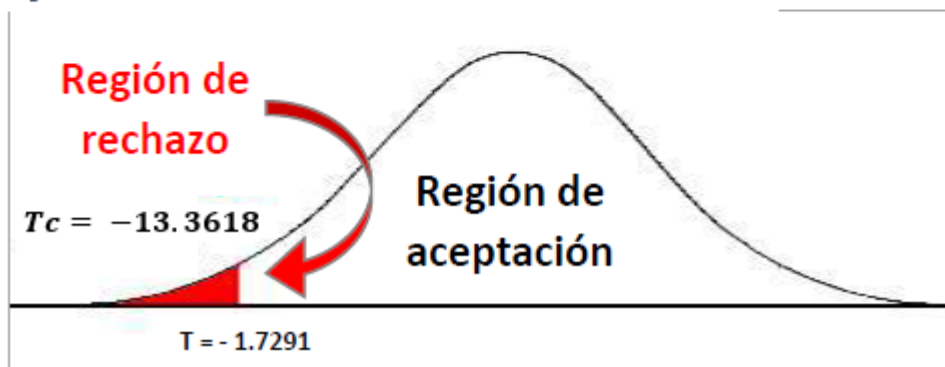 Región de
rechazo
Tc = −13.3618
Región de
aceptación
T = - 1.7291